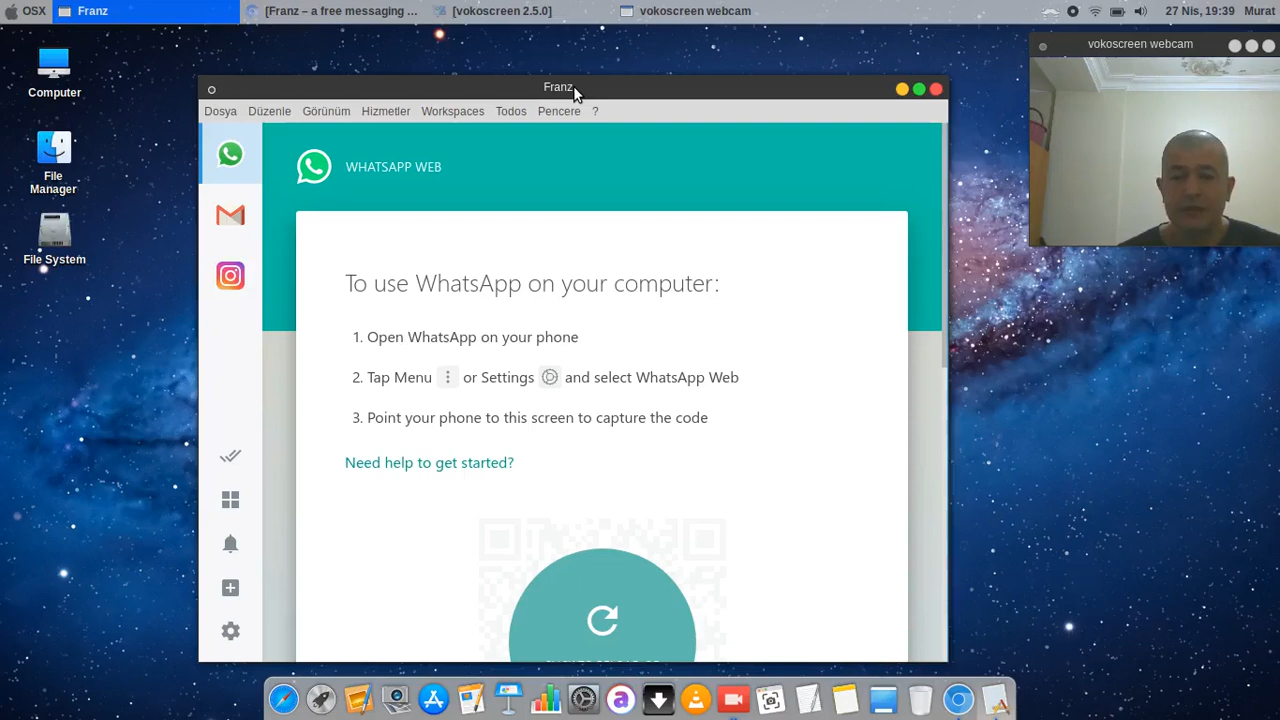 OSX Franz [Franz – a free messaging ... [vokoscreen 2.5.0] vokoscreen webcam 27 Nis, 19:39 Murat
vokoscreen webcam
Computer
File
Manager
File System
Franz
Dosya Düzenle Görünüm Hizmetler Workspaces Todos Pencere ?
WHATSAPP WEB
To use WhatsApp on your computer:
1. Open WhatsApp on your phone
2. Tap Menu or Settings and select WhatsApp Web
3. Point your phone to this screen to capture the code
Need help to get started?